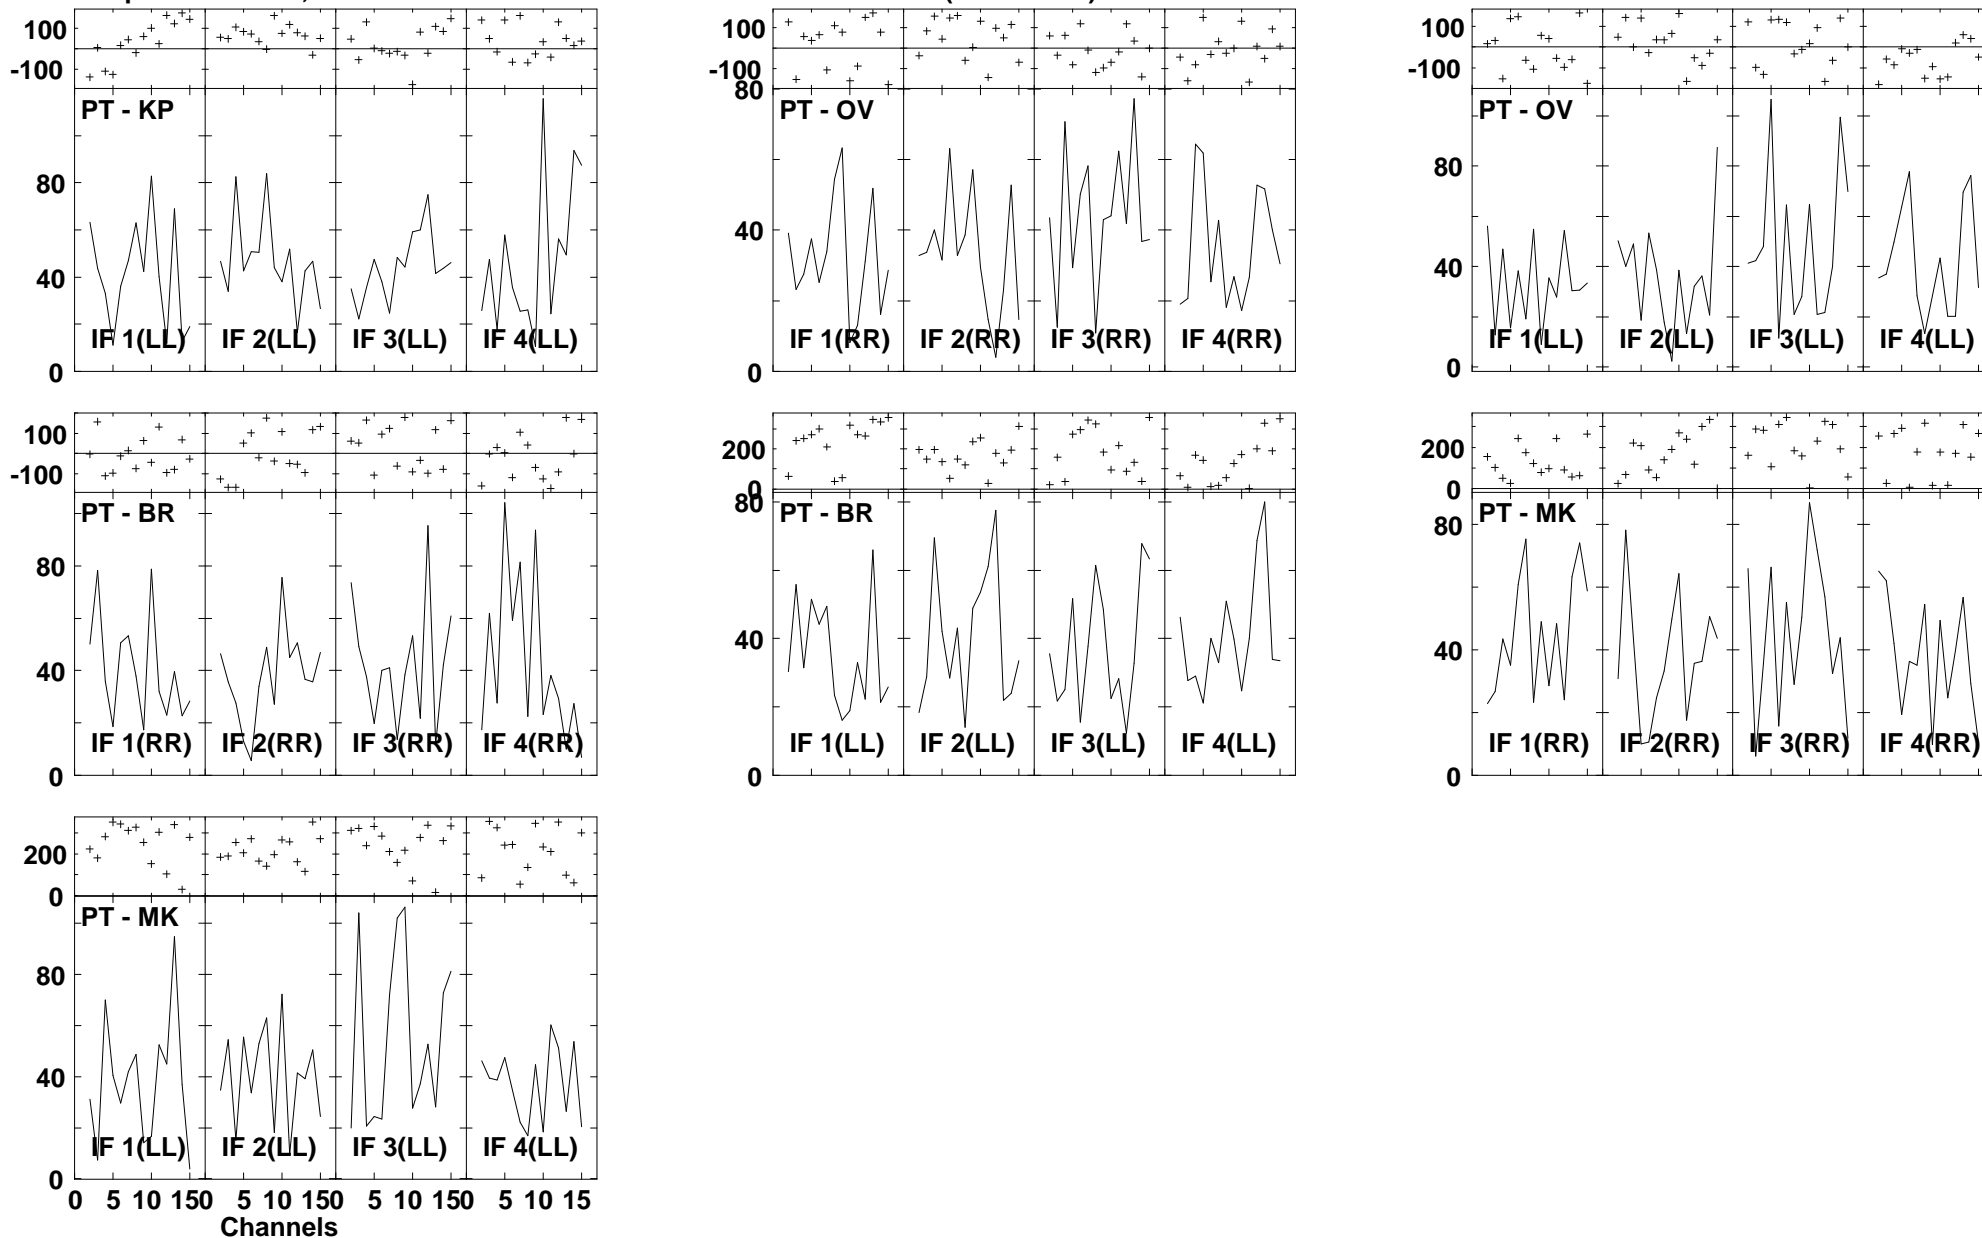 100
-100
PT - KP
80
40
0
IF 1(LL) IF 2(LL) IF 3(LL) IF 4(LL)
100
-100
80
PT - OV
40
0
IF 1(RR) IF 2(RR) IF 3(RR) IF 4(RR)
100
-100
PT - OV
80
40
0
IF 1(LL) IF 2(LL) IF 3(LL) IF 4(LL)
100
-100
PT - BR
80
40
0
IF 1(RR) IF 2(RR) IF 3(RR) IF 4(RR)
200
0
80
PT - BR
40
0
IF 1(LL) IF 2(LL) IF 3(LL) IF 4(LL)
200
0
PT - MK
80
40
0
IF 1(RR) IF 2(RR) IF 3(RR) IF 4(RR)
200
0
PT - MK
80
40
0
IF 1(LL) IF 2(LL) IF 3(LL) IF 4(LL)
0 5 10 150 5 10 150 5 10 150 5 10 15
Channels